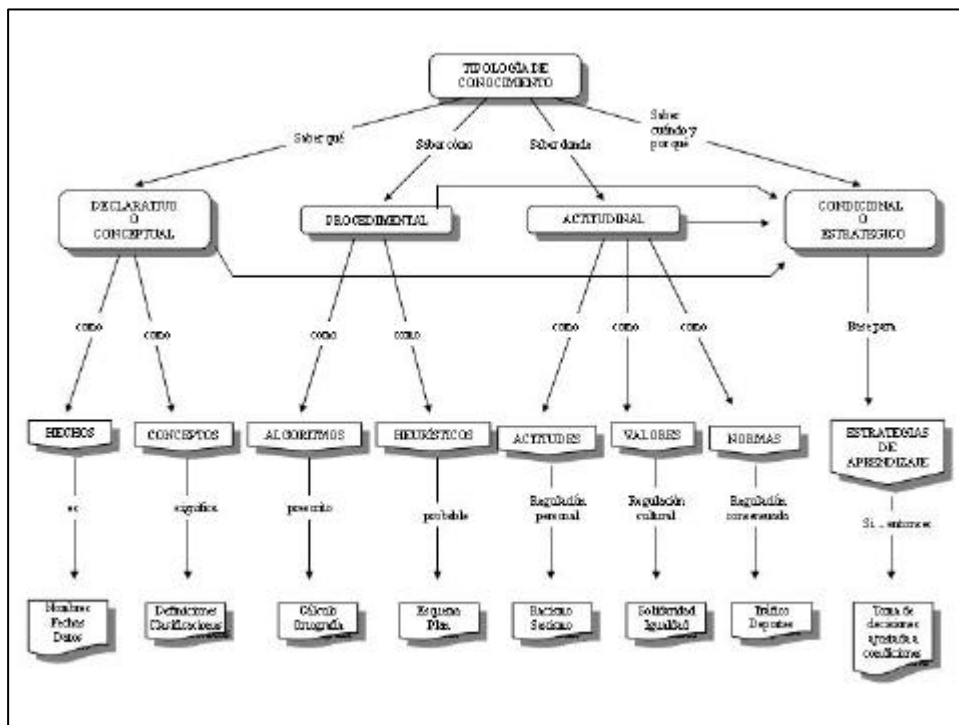 TIPOLOGÍA DE
CONOCIMIENTO
Saber qué
Saber cómo
Saber donde
Saber
cuándo y
por qué
DECLARATIVO
O
CONCEPTUAL
PROCEDIMENTAL
ACTITUDINAL
CONDICIONAL
O
ESTRATEGICO
como
como
como
como
como
como
como
Base para
HECHOS
CONCEPTOS
ALGORITMOS
HEURÍSTICOS
ACTITUDES
VALORES
NORMAS
ESTRATEGIAS
DE
APRENDIZAJE
es
significa
prescrito
probable
Regulación
personal
Regulación
cultural
Regulación
consensuada
Si... entonces
Nombres
Fechas
Datos
Definiciones
Clasificaciones
Cálculo
Ortografía
Esquema
Plan
Racismo
Sexismo
Solidaridad
Igualdad
Tráfico
Deportes
Toma de
decisiones
ajustada a
condiciones